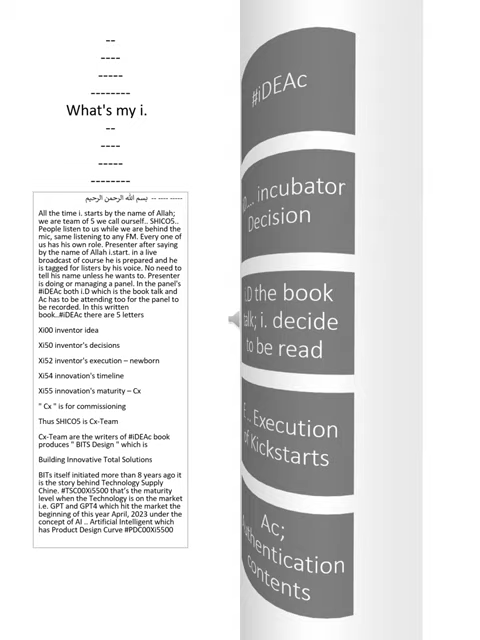 --
----
-----
--------
What's my i.
--
----
-----
--------
بسم الله الرحمن الرحيم -- ---- -----
All the time i. starts by the name of Allah;
we are team of 5 we call ourself.. SHICO5..
People listen to us while we are behind the
mic, same listening to any FM. Every one of
us has his own role. Presenter after saying
by the name of Allah i.start. in a live
broadcast of course he is prepared and he
is tagged for listers by his voice. No need to
tell his name unless he wants to. Presenter
is doing or managing a panel. In the panel's
#iDEAc both i.D which is the book talk and
Ac has to be attending too for the panel to
be recorded. In this written
book..#iDEAc there are 5 letters
Xi00 inventor idea
Xi50 inventor's decisions
Xi52 inventor's execution – newborn
Xi54 innovation's timeline
Xi55 innovation's maturity – Cx
" Cx " is for commissioning
Thus SHICO5 is Cx-Team
Cx-Team are the writers of #iDEAc book
produces " BITS Design " which is
Building Innovative Total Solutions
BITs itself initiated more than 8 years ago it
is the story behind Technology Supply
Chine. #TSC00Xi5500 that's the maturity
level when the Technology is on the market
i.e. GPT and GPT4 which hit the market the
beginning of this year April, 2023 under the
concept of AI .. Artificial Intelligent which
has Product Design Curve #PDC00Xi5500
#iDEAc
... incubator
Decision
i.D the book
talk; i. decide
to be read
E.. Execution
of Kickstarts
Ac;
contents